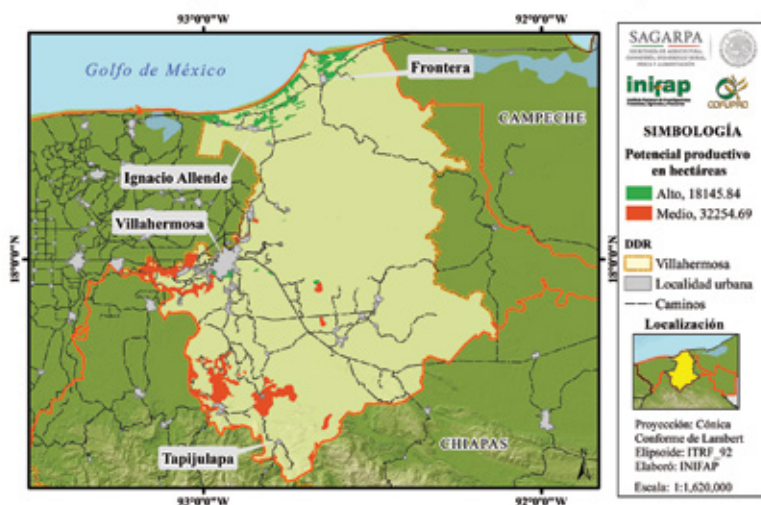 93°0'0"W
92°0'0"W
Golfo de México
Frontera
CAMPECHE
Ignacio Allende
Villahermosa
18°0'0"N
18°0'0"N
Tapijulapa
CHIAPAS
N
93°0'0"W
92°0'0"W
SAGARPA
inifap
COFUPRO
SIMBOLOGÍA
Potencial productivo
en hectáreas
Alto, 18145.84
Medio, 32254.69
DDR
Villahermosa
Localidad urbana
Caminos
Localización
Proyección: Cónica
Conforme de Lambert
Elipsoide: ITRF_92
Elaboró: INIFAP
Escala: 1:1,620,000